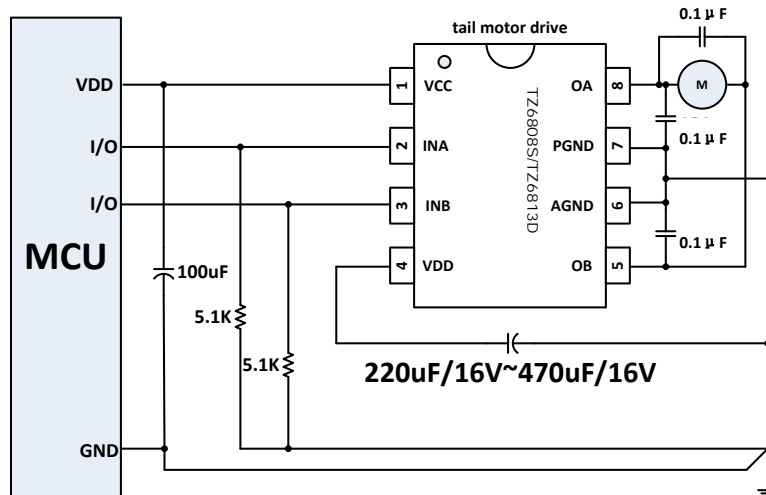 tail motor drive
0.1μF
VDD
1
VCC
OA
8
M
I/O
2
INA
PGND
7
0.1μF
TZ6808S/TZ6813D
I/O
3
INB
AGND
6
0.1μF
MCU
100uF
4
VDD
OB
5
5.1K
5.1K
220uF/16V~470uF/16V
GND